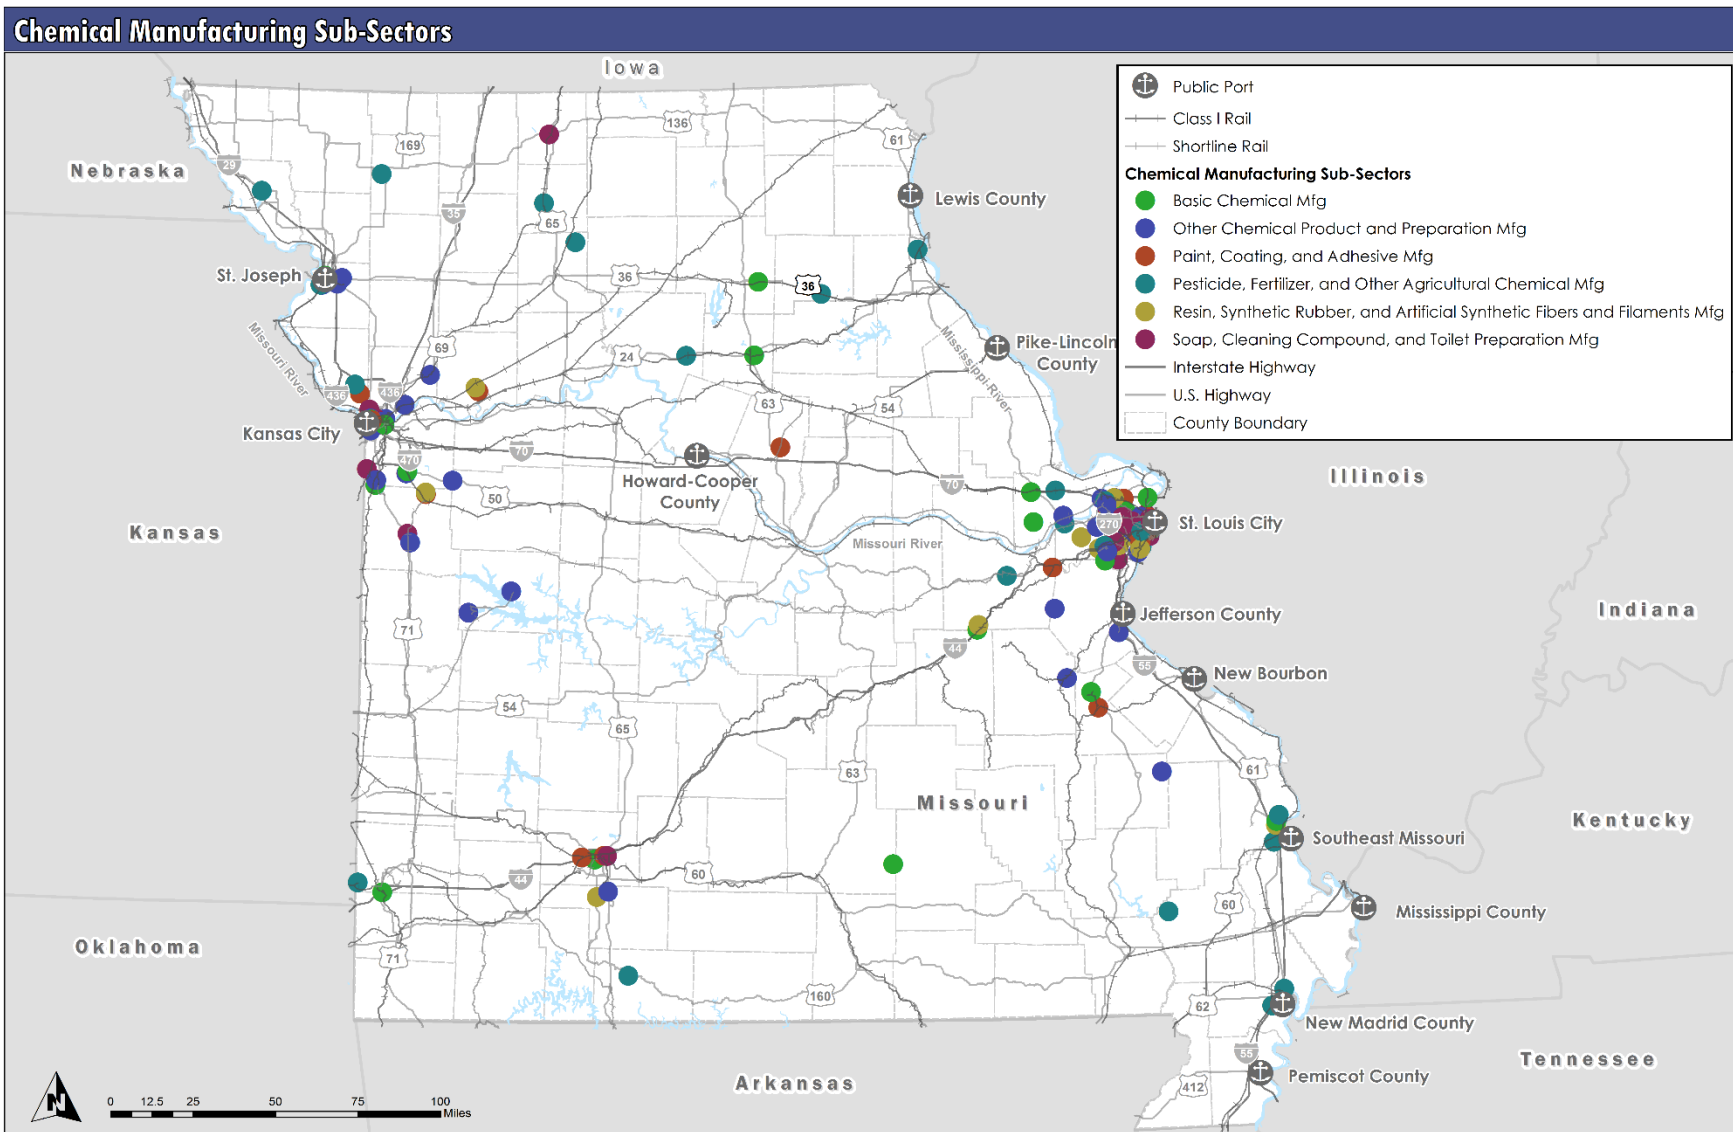 Chemical Manufacturing Sub-Sectors
Iowa
Public Port
Class I Rail
Shortline Rail
Chemical Manufacturing Sub-Sectors
Basic Chemical Mfg
Other Chemical Product and Preparation Mfg
Paint, Coating, and Adhesive Mfg
Pesticide, Fertilizer, and Other Agricultural Chemical Mfg
Resin, Synthetic Rubber, and Artificial Synthetic Fibers and Filaments Mfg
Soap, Cleaning Compound, and Toilet Preparation Mfg
Interstate Highway
U.S. Highway
County Boundary
136
169
61
29
Nebraska
Lewis County
35
65
St. Joseph
36
36
Missouri River
69
24
Mississippi River
Pike-Lincoln
County
436
436
63
54
Kansas City
470
70
Howard-Cooper
County
70
50
Illinois
270
St. Louis City
Kansas
Missouri River
Indiana
Jefferson County
71
44
55
New Bourbon
54
65
63
61
Missouri
Kentucky
Southeast Missouri
44
60
60
Mississippi County
Oklahoma
71
160
62
New Madrid County
55
Tennessee
Pemiscot County
412
Arkansas
N
0 12.5 25 50 75 100
Miles